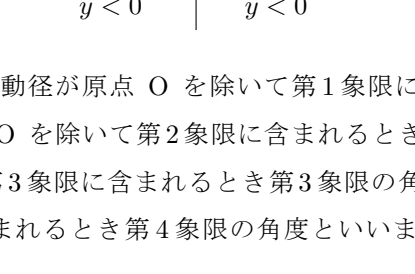 y < 0 y < 0
動径が原点 O を除いて第1象限に
O を除いて第2象限に含まれるとき
3象限に含まれるとき第3象限の角
まれるとき第4象限の角度といいま